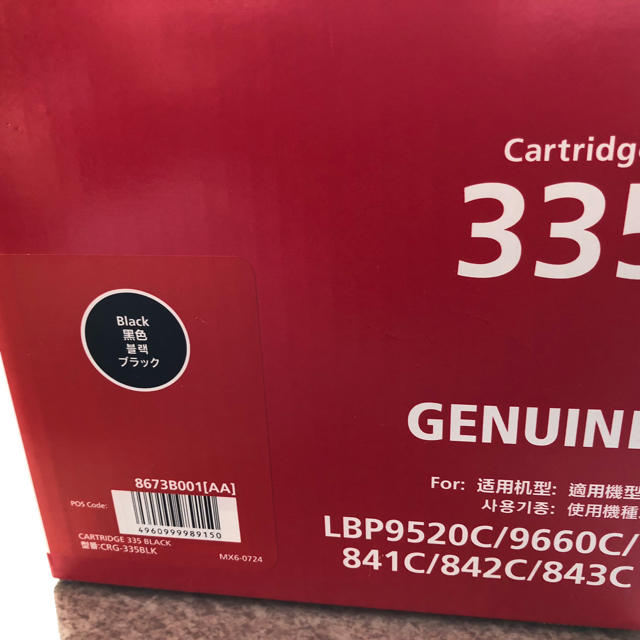 Cartridge
335
Black
黑色
블랙
ブラック
GENUIN
8673B001[AA]
For: 适用机型: 適用機型
사용기종: 使用機種
POS Code:
4960999989150
LBP9520C/9660C/
CARTRIDGE 335 BLACK
型番:CRG-335BLK
MX6-0724
841C/842C/843C